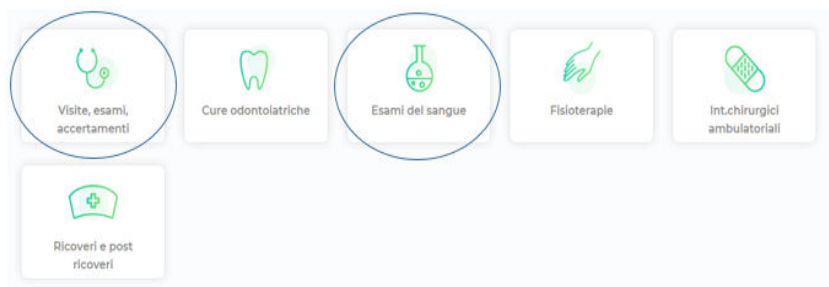 Visite, esami,
accertamenti
Cure odontoiatriche
Esami del sangue
Fisioterapie
Int.chirurgici
ambulatoriali
Ricoveri e post
ricoveri